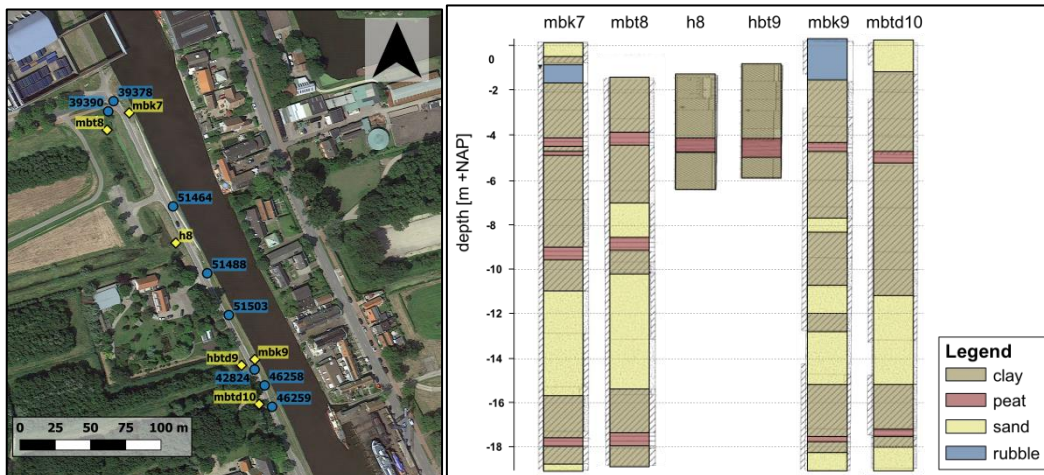 39378
39390
mbk7
mbt8
51464
h8
51488
51503
mbk9
hbtd9
42824
46258
mbtd10
46259
0 25 50 75 100 m
mbk7 mbt8 h8 hbt9 mbk9 mbtd10
depth [m +NAP]
0
-2
-4
-6
-8
-10
-12
-14
-16
-18
Legend
clay
peat
sand
rubble